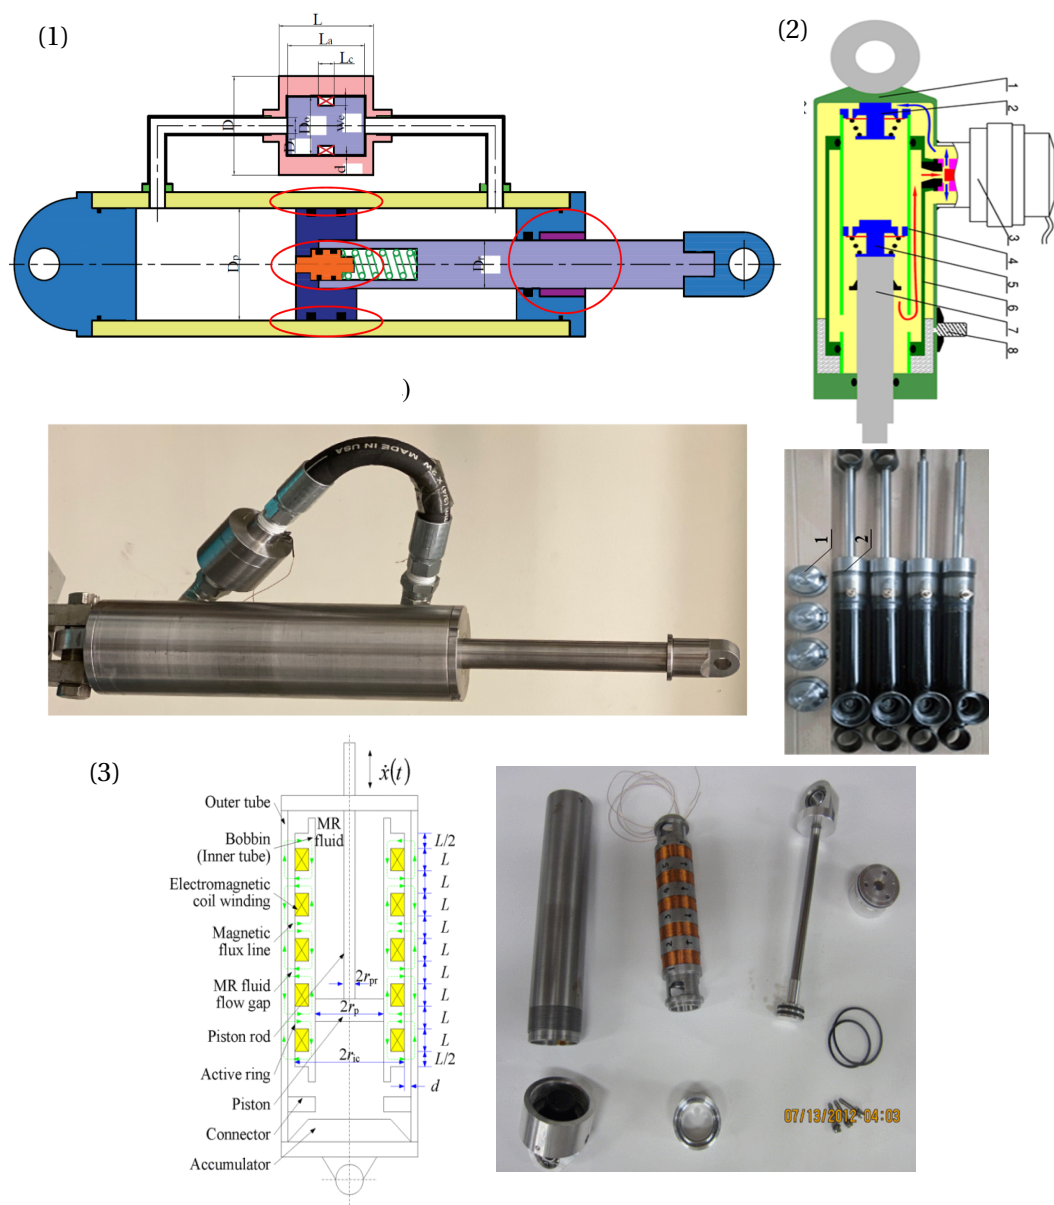 (1)
L
La
Lc
Wc
d
Dp
)
(2)
1
2
3
4
5
6
7
8
MADE IN USA
1
2
(3)
ẋ(t)
Outer tube
MR
fluid
Bobbin
(Inner tube)
Electromagnetic
coil winding
Magnetic
flux line
MR fluid
flow gap
Piston rod
Active ring
Piston
Connector
Accumulator
L/2
L
L
L
L
L
L
L
L
L
L/2
d
2rpr
2rp
2ric
07/13/2012 04:03